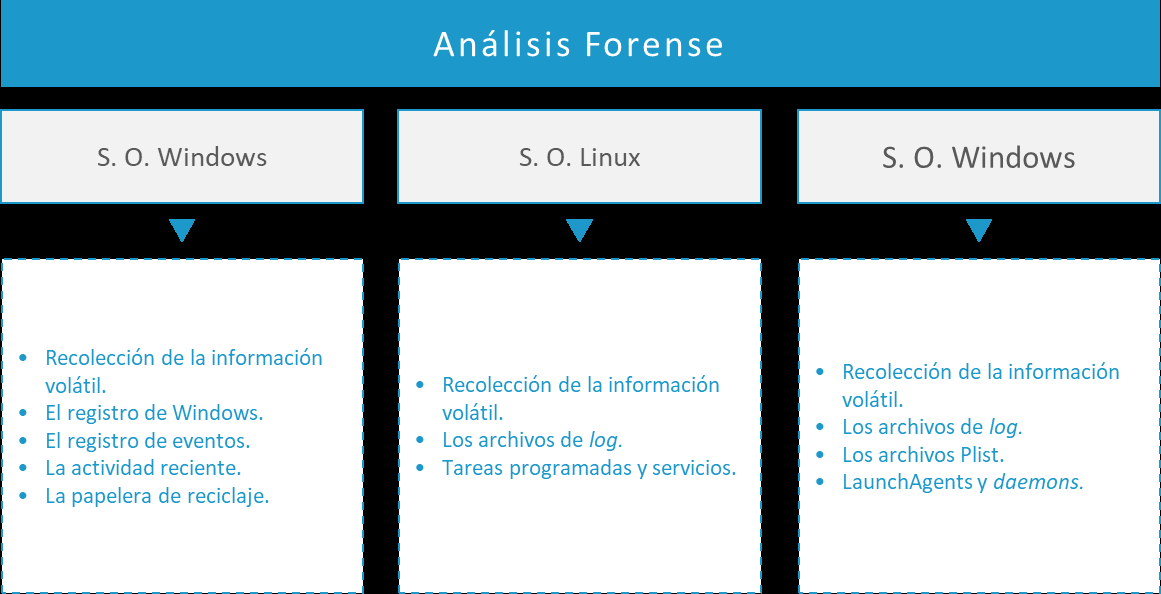 Análisis Forense
S. O. Windows
S. O. Linux
S. O. Windows
• Recolección de la información
volátil.
• El registro de Windows.
• El registro de eventos.
• La actividad reciente.
• La papelera de reciclaje.
• Recolección de la información
volátil.
• Los archivos de log.
• Tareas programadas y servicios.
• Recolección de la información
volátil.
• Los archivos de log.
• Los archivos Plist.
• LaunchAgents y daemons.